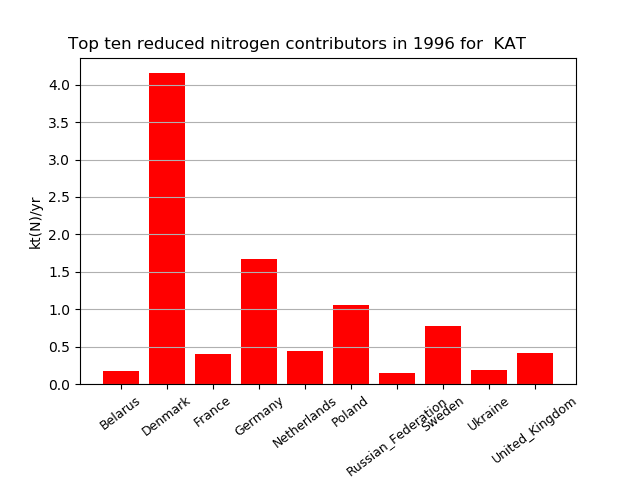 Top ten reduced nitrogen contributors in 1996 for  KAT
kt(N)/yr
4.0
3.5
3.0
2.5
2.0
1.5
1.0
0.5
0.0
Belarus
Denmark
France
Germany
Netherlands
Poland
Russian_Federation
Sweden
Ukraine
United_Kingdom